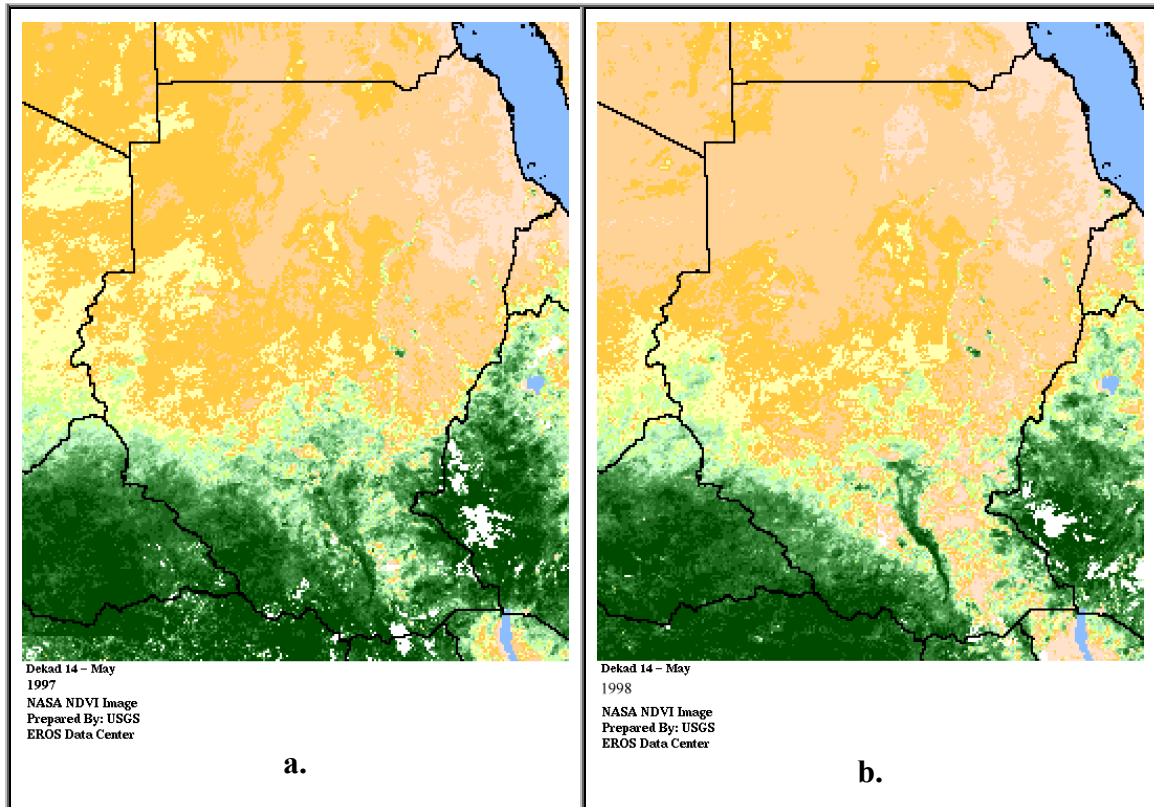 Dekad 14 – May
1997
NASA NDVI Image
Prepared By: USGS
EROS Data Center
a.
Dekad 14 – May
1998
NASA NDVI Image
Prepared By: USGS
EROS Data Center
b.